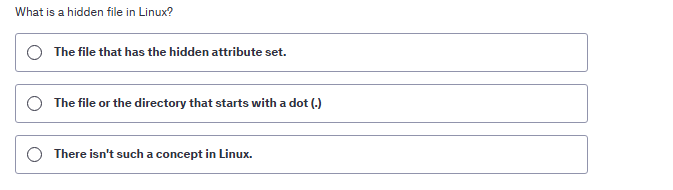 What is a hidden file in Linux?
The file that has the hidden attribute set.
The file or the directory that starts with a dot (.)
There isn't such a concept in Linux.